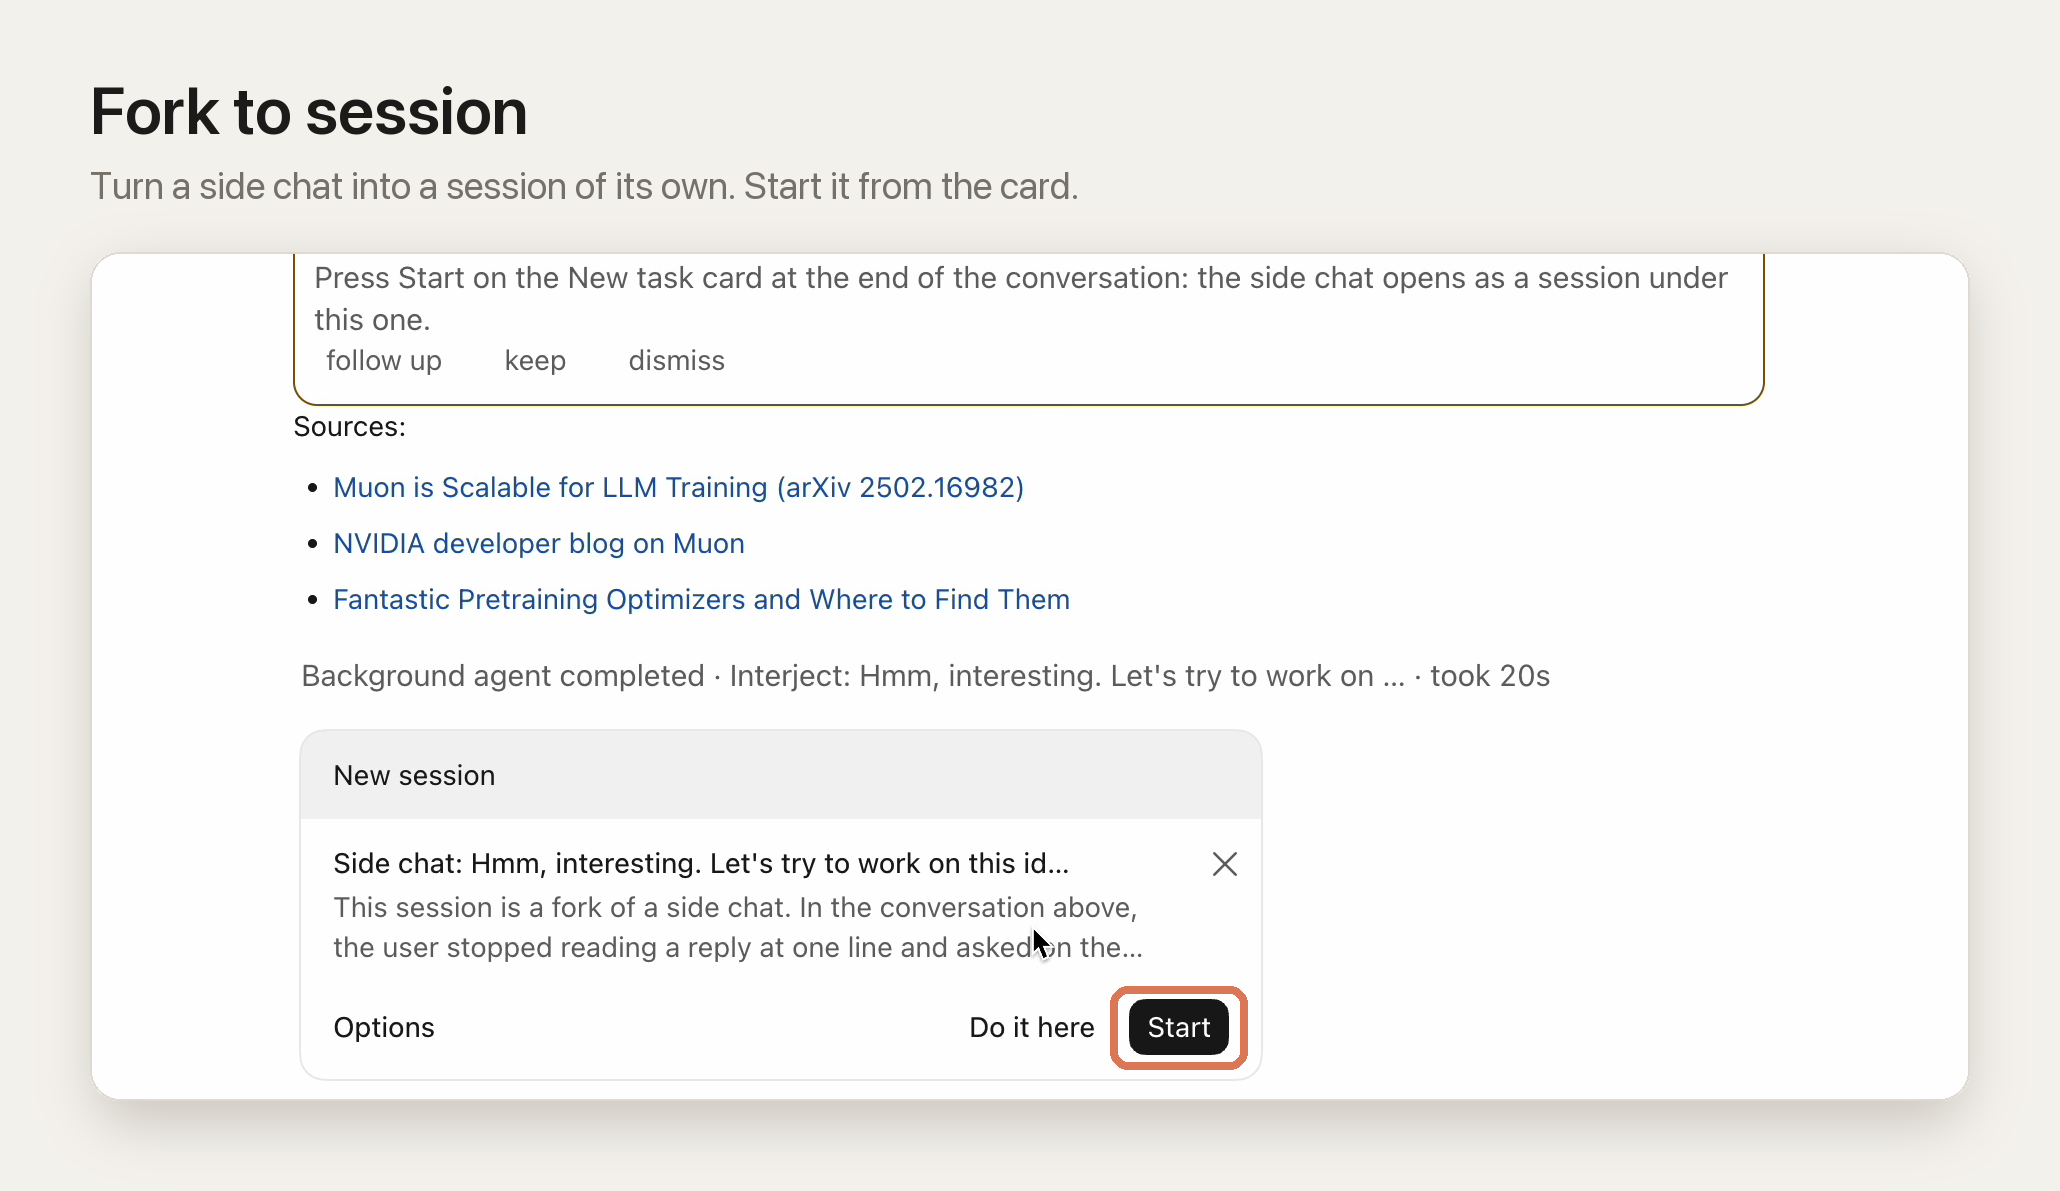 Fork to session
Turn a side chat into a session of its own. Start it from the card.
Press Start on the New task card at the end of the conversation: the side chat opens as a session under
this one.
follow up keep dismiss
Sources:
• Muon is Scalable for LLM Training (arXiv 2502.16982)
• NVIDIA developer blog on Muon
• Fantastic Pretraining Optimizers and Where to Find Them
Background agent completed · Interject: Hmm, interesting. Let's try to work on ... · took 20s
New session
Side chat: Hmm, interesting. Let's try to work on this id...
This session is a fork of a side chat. In the conversation above,
the user stopped reading a reply at one line and asked on the...
Options Do it here Start